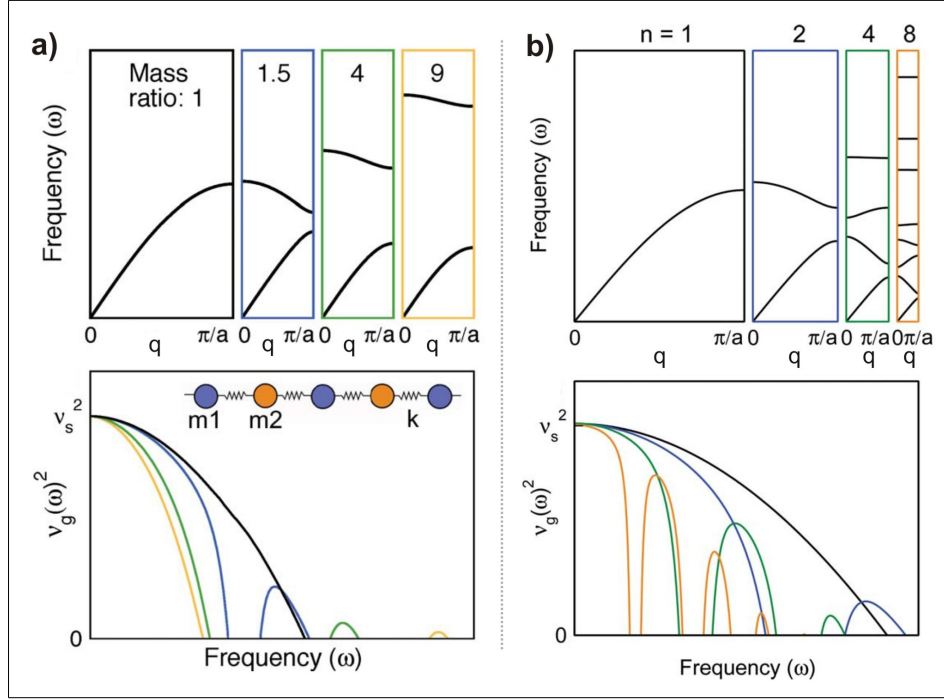 a)
Mass
ratio: 1
1.5
4
9
Frequency (ω)
0
π/a
0
π/a
0
π/a
0
π/a
q
q
q
q
m1
m2
k
νs²
νg(ω)²
0
Frequency (ω)
b)
n = 1
2
4
8
Frequency (ω)
0
π/a
0
π/a
0
π/a
0
π/a
q
q
q
q
νs²
νg(ω)²
0
Frequency (ω)